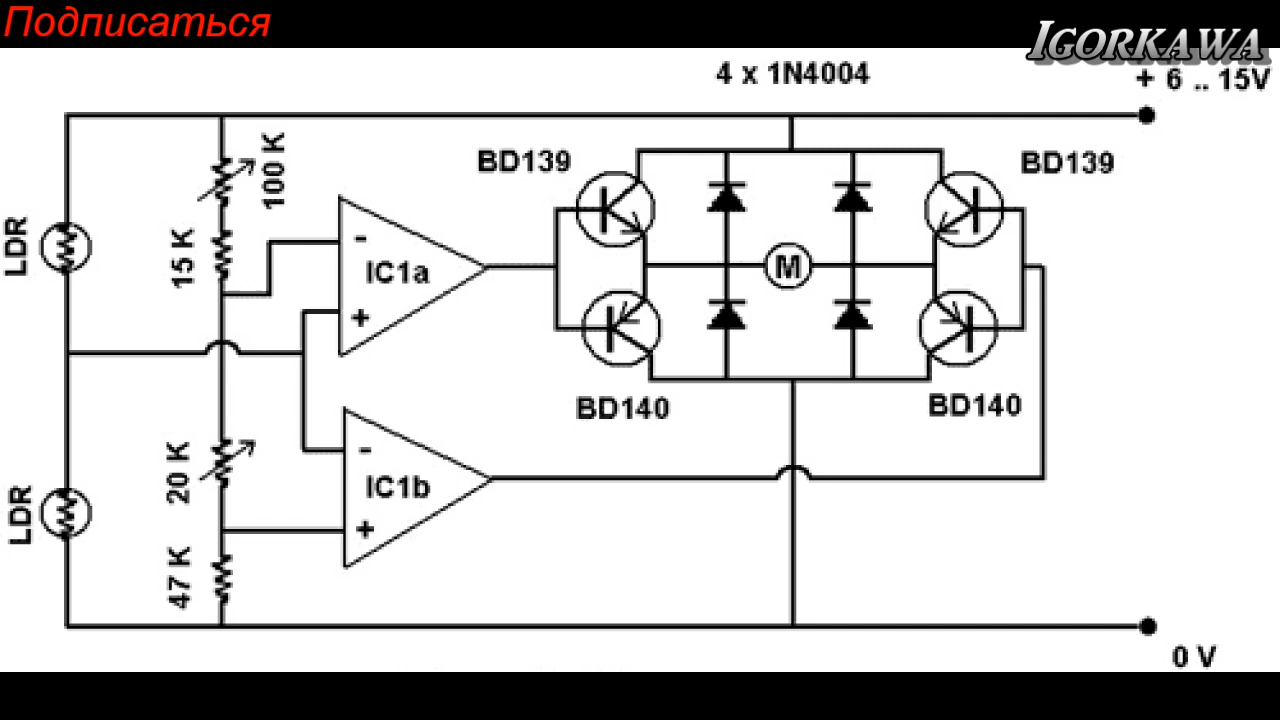 Подписаться
IGORKAWA
4 x 1N4004
+ 6 .. 15V
BD139
BD139
100 K
LDR
15 K
-
IC1a
+
M
BD140
BD140
20 K
-
IC1b
+
LDR
47 K
0 V